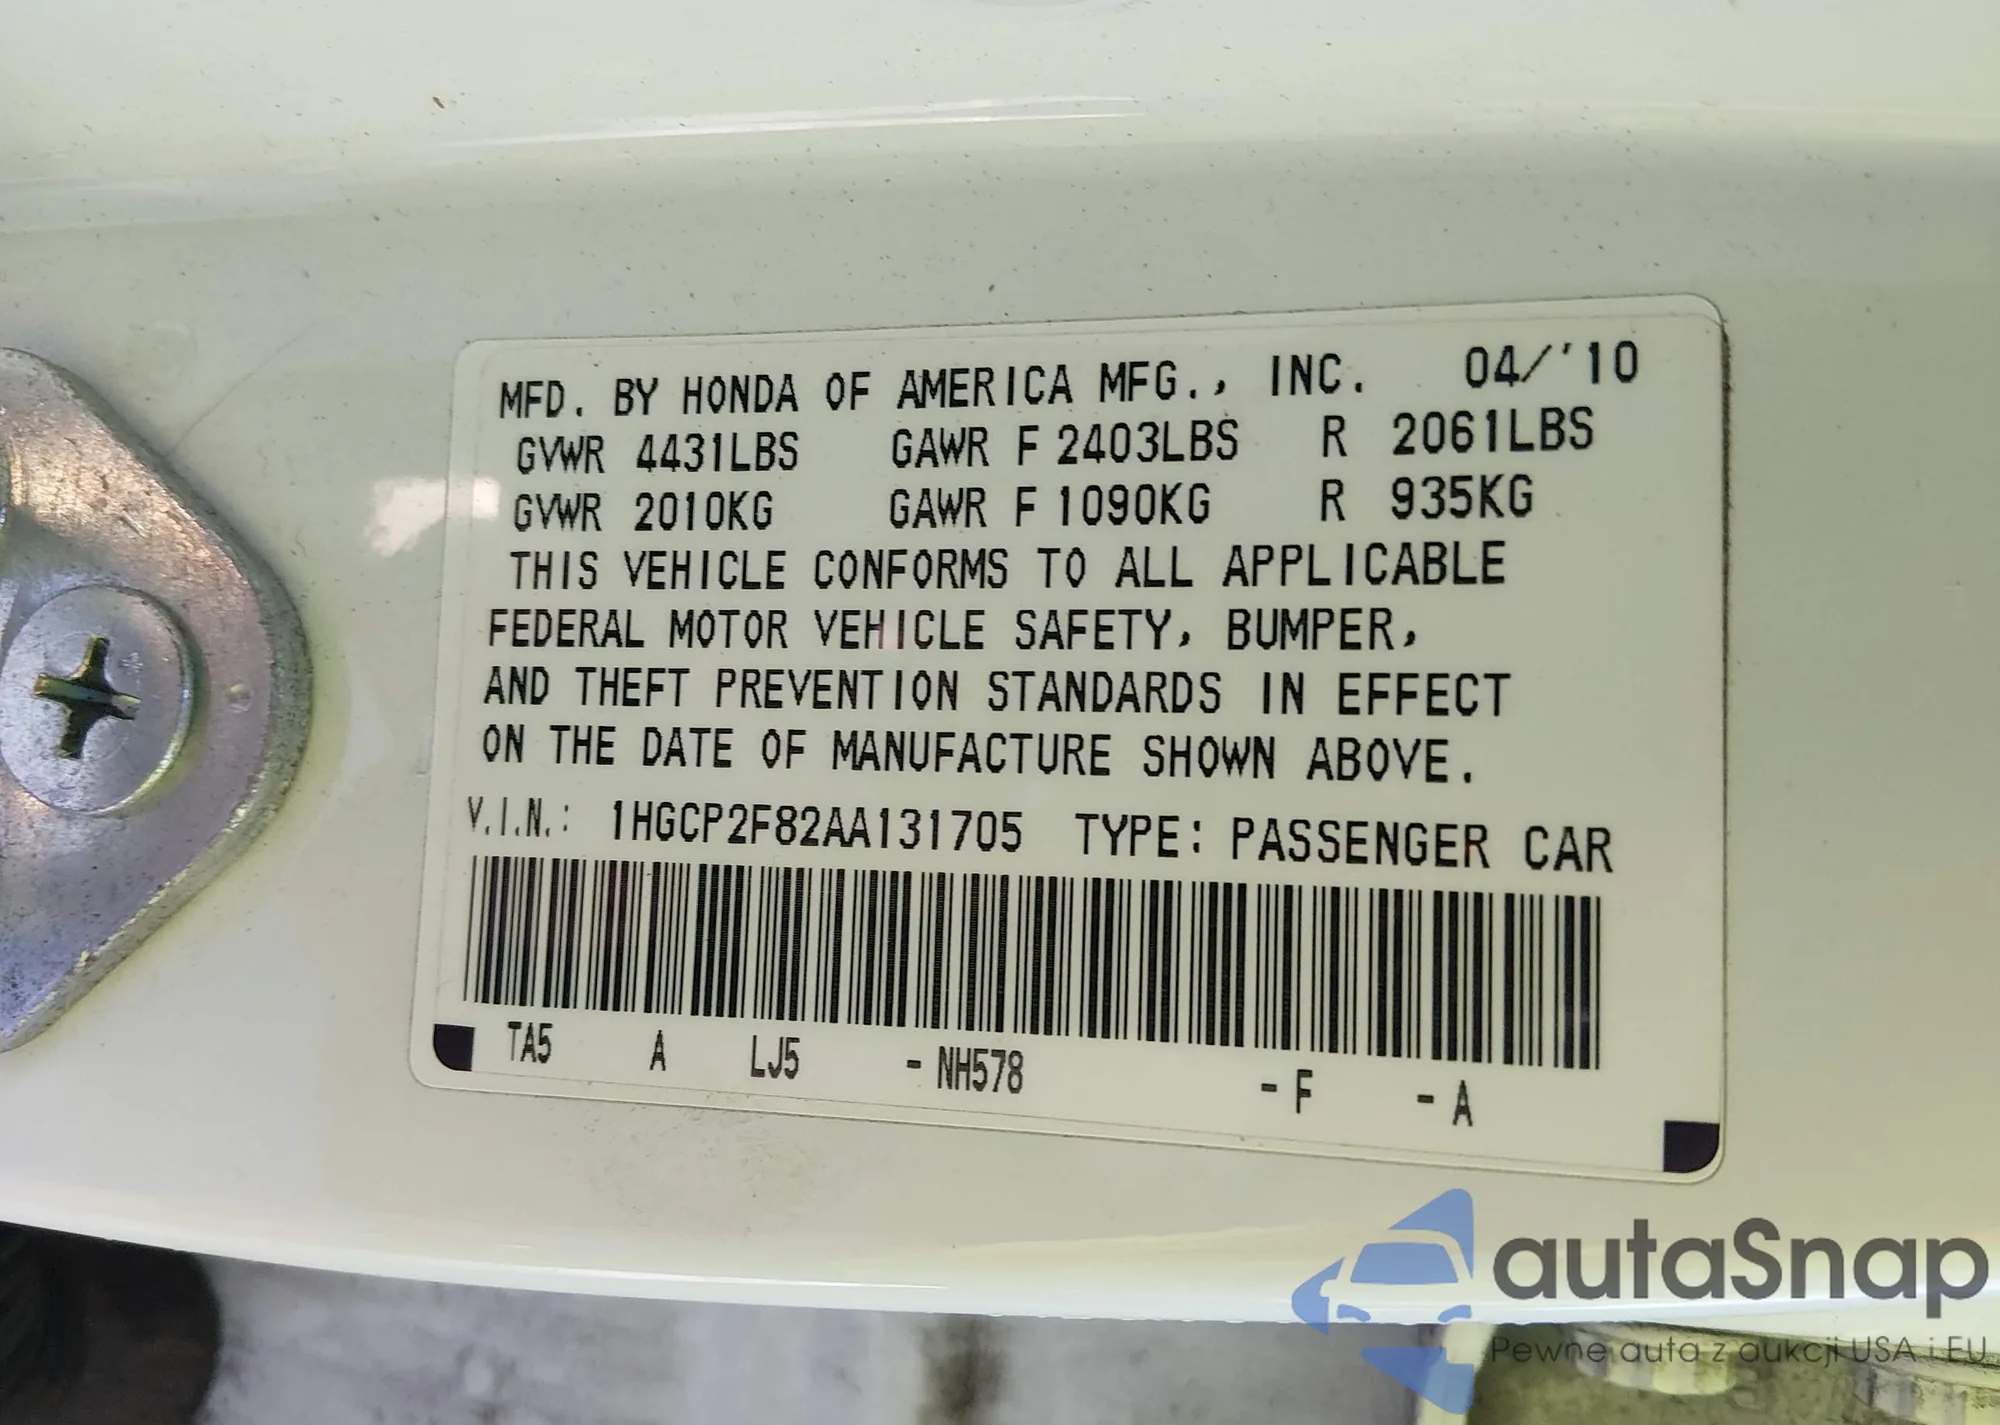 MFD. BY HONDA OF AMERICA MFG., INC. 04/'10
GVWR 4431LBS GAWR F 2403LBS R 2061LBS
GVWR 2010KG GAWR F 1090KG R 935KG
THIS VEHICLE CONFORMS TO ALL APPLICABLE
FEDERAL MOTOR VEHICLE SAFETY, BUMPER,
AND THEFT PREVENTION STANDARDS IN EFFECT
ON THE DATE OF MANUFACTURE SHOWN ABOVE.
V.I.N.: 1HGCP2F82AA131705 TYPE: PASSENGER CAR
TA5 A LJ5 -NH578 -F -A
autaSnap
Pewne auta z aukcji USA i EU